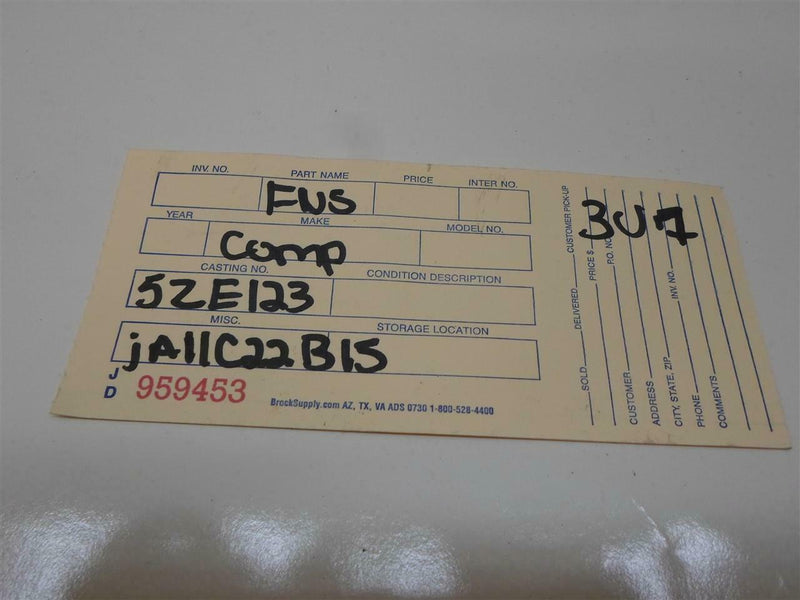 INV. NO. PART NAME PRICE INTER NO.
FUS
YEAR MAKE MODEL NO.
Comp
CASTING NO. CONDITION DESCRIPTION
5ZE123
MISC. STORAGE LOCATION
jA11C22B15
J D 959453
BrockSupply.com AZ, TX, VA ADS 0730 1-800-528-4400
3U7
SOLD DELIVERED CUSTOMER PICK-UP
PRICE $
P.O. NO.
CUSTOMER
ADDRESS
CITY, STATE, ZIP INV. NO.
PHONE
COMMENTS